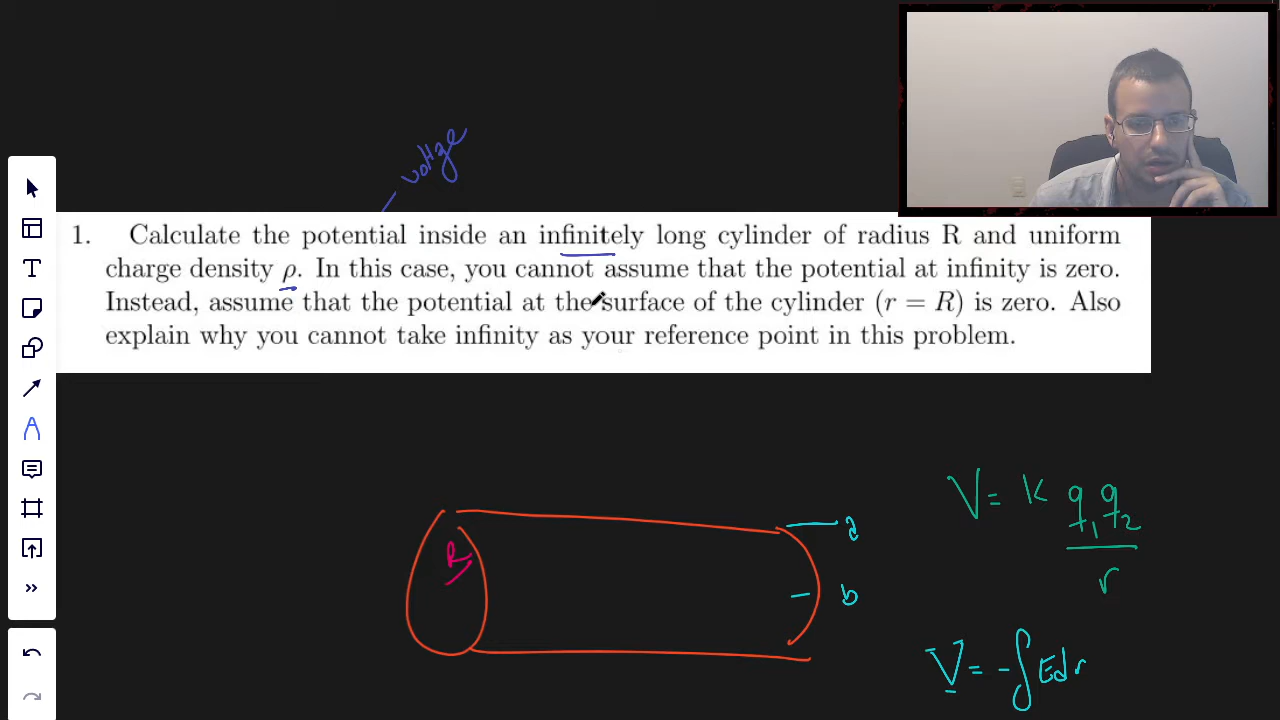 voltge
1. Calculate the potential inside an infinitely long cylinder of radius R and uniform
charge density ρ. In this case, you cannot assume that the potential at infinity is zero.
Instead, assume that the potential at the surface of the cylinder (r = R) is zero. Also
explain why you cannot take infinity as your reference point in this problem.
V = K q₁q₂
r
a
R
b
V = -∫Edr